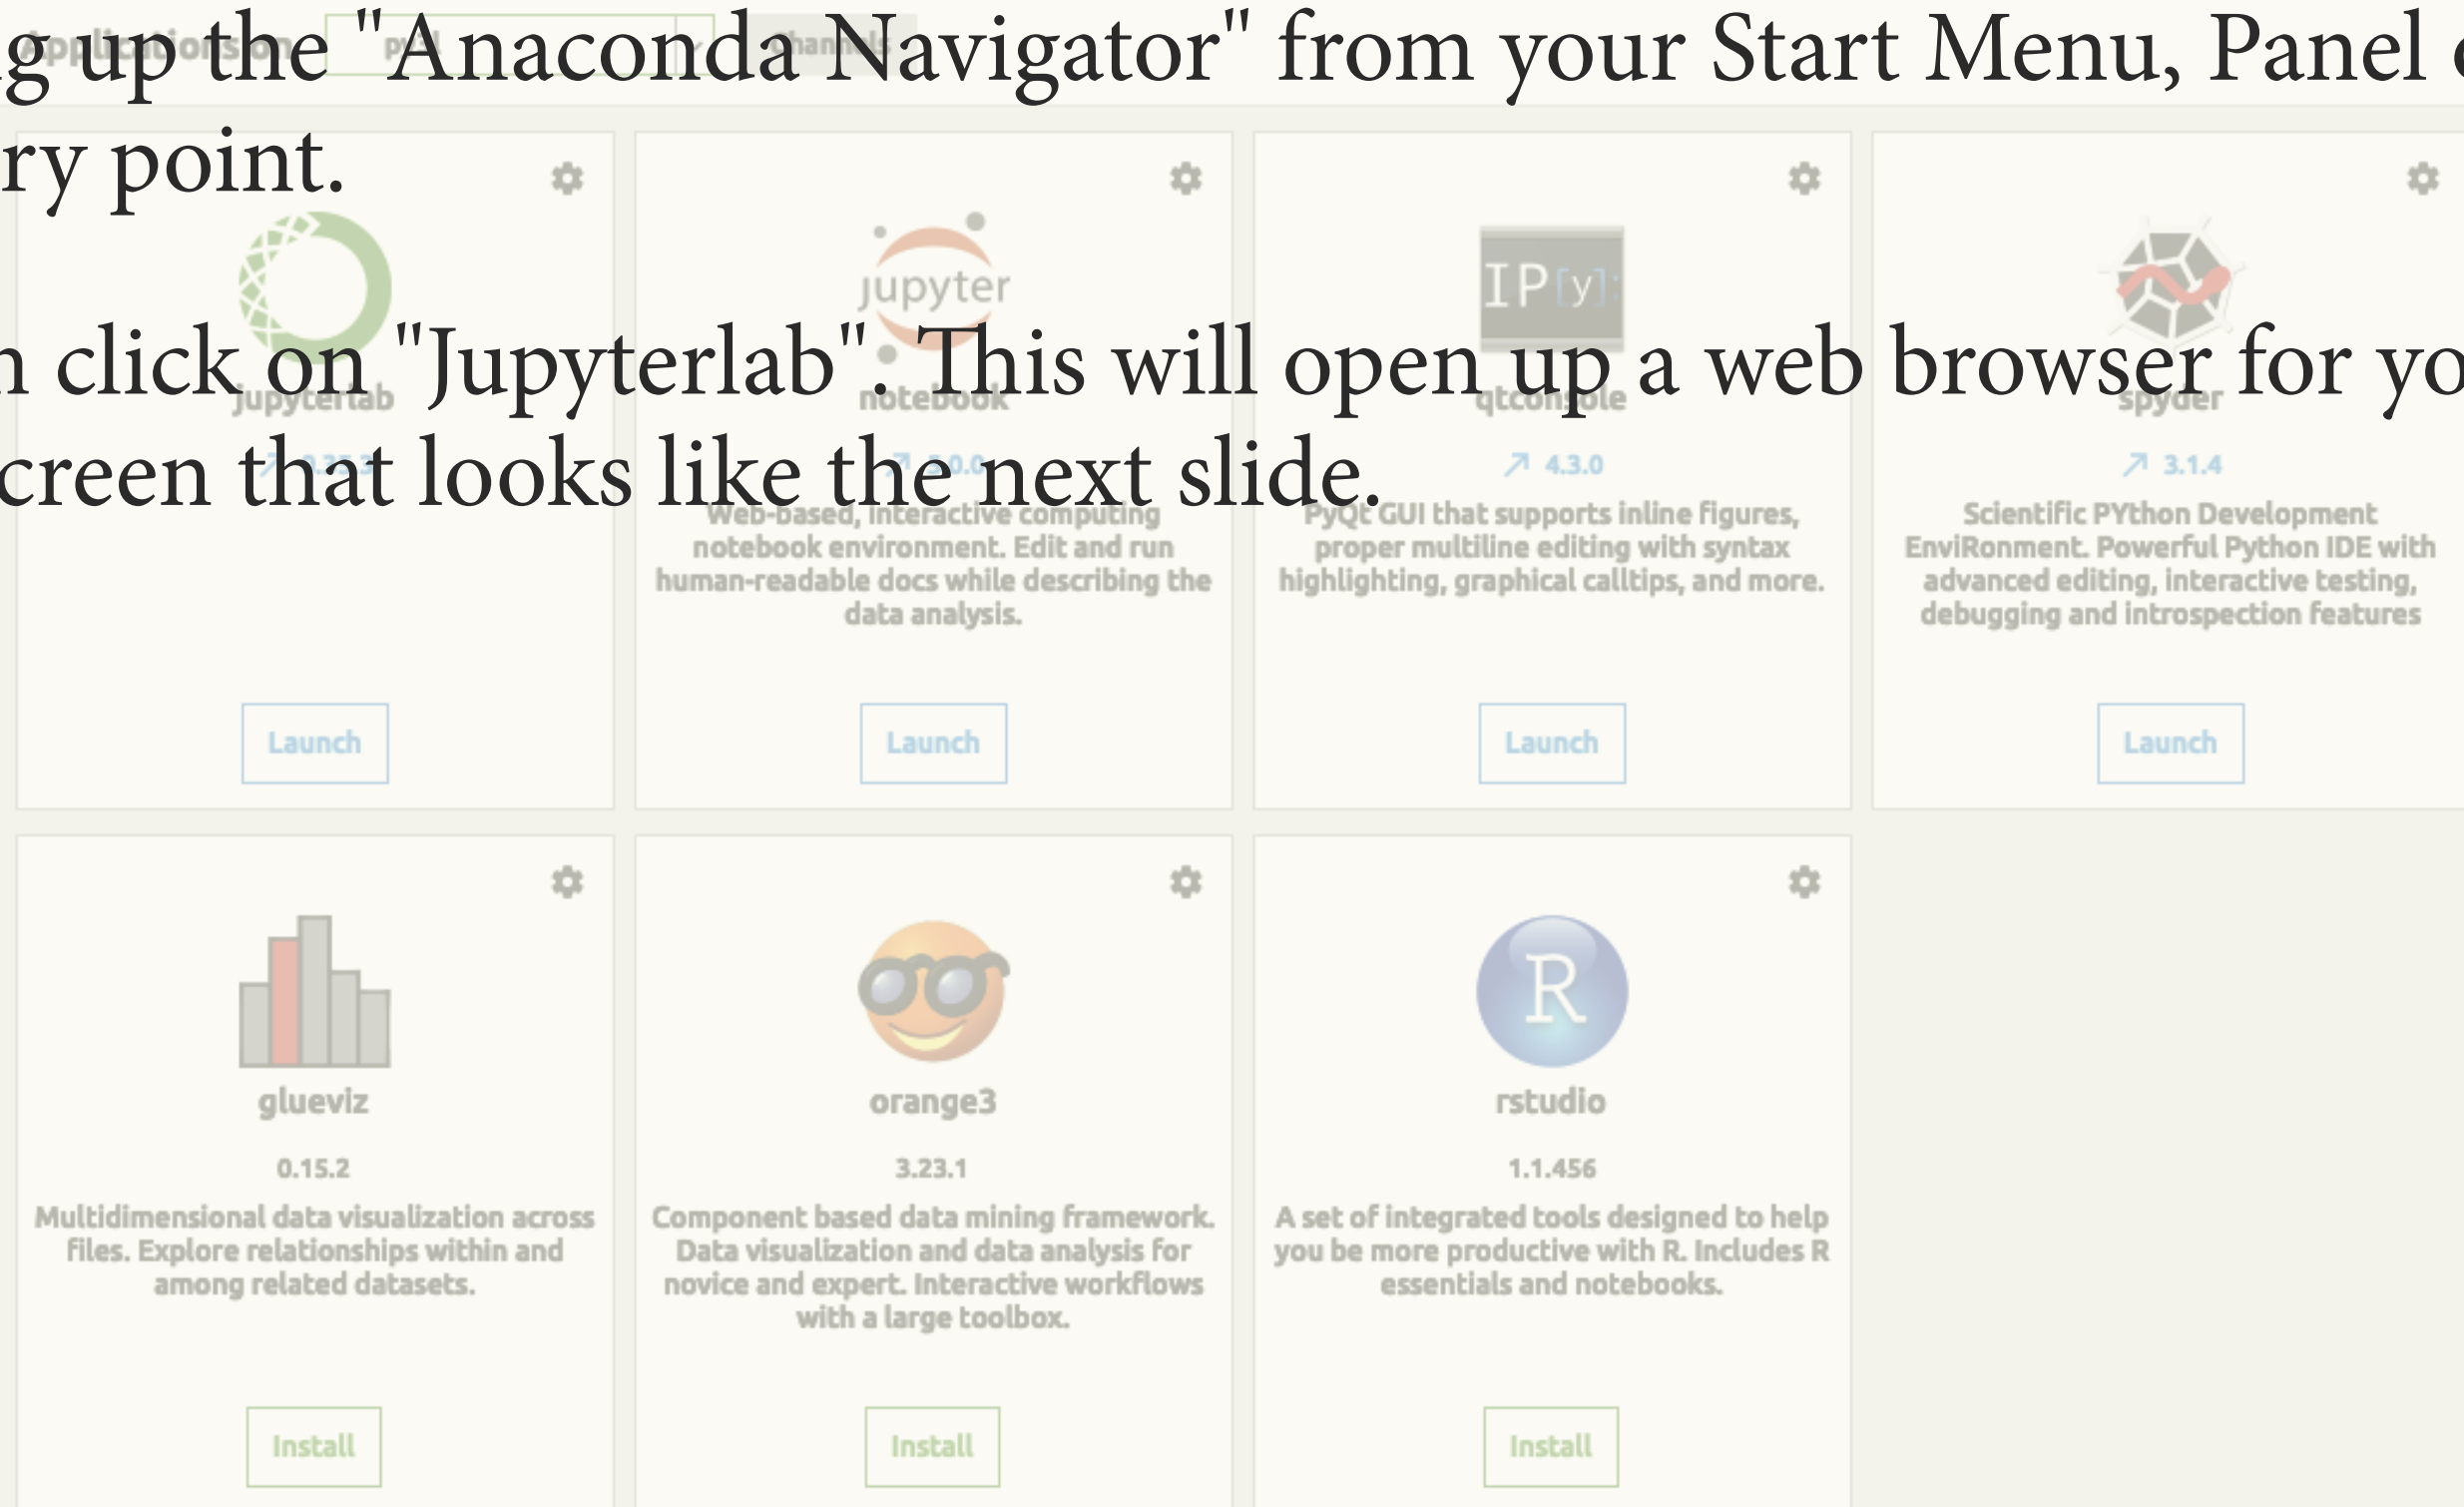 g up the "Anaconda Navigator" from your Start Menu, Panel
ry point.
n click on "Jupyterlab". This will open up a web browser for yo
creen that looks like the next slide.
Applications on
Channels
jupyterlab
jupyter
notebook
5.0.0
Web-based, interactive computing
notebook environment. Edit and run
human-readable docs while describing the
data analysis.
IP[y]:
qtconsole
4.3.0
PyQt GUI that supports inline figures,
proper multiline editing with syntax
highlighting, graphical calltips, and more.
spyder
3.1.4
Scientific PYthon Development
EnviRonment. Powerful Python IDE with
advanced editing, interactive testing,
debugging and introspection features
Launch
Launch
Launch
Launch
glueviz
0.15.2
Multidimensional data visualization across
files. Explore relationships within and
among related datasets.
Install
orange3
3.23.1
Component based data mining framework.
Data visualization and data analysis for
novice and expert. Interactive workflows
with a large toolbox.
Install
R
rstudio
1.1.456
A set of integrated tools designed to help
you be more productive with R. Includes R
essentials and notebooks.
Install